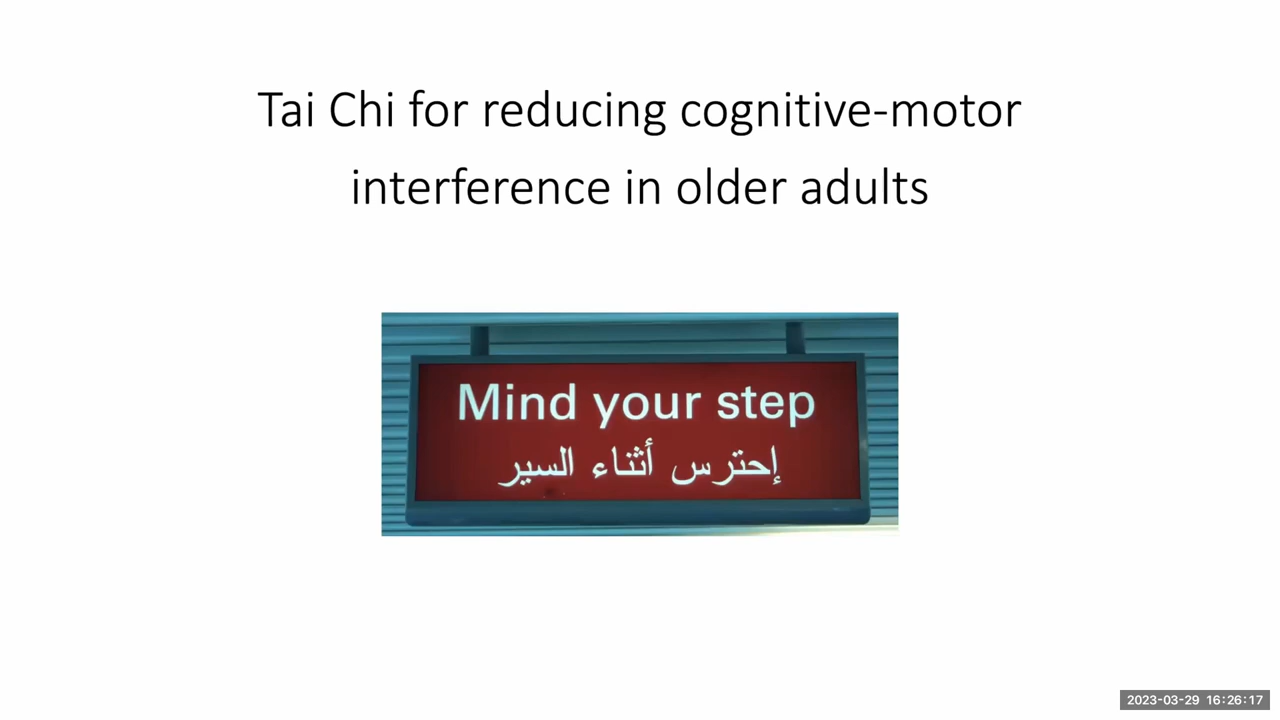 Tai Chi for reducing cognitive-motor
interference in older adults
Mind your step
إحترس أثناء السير
2023-03-29 16:26:17